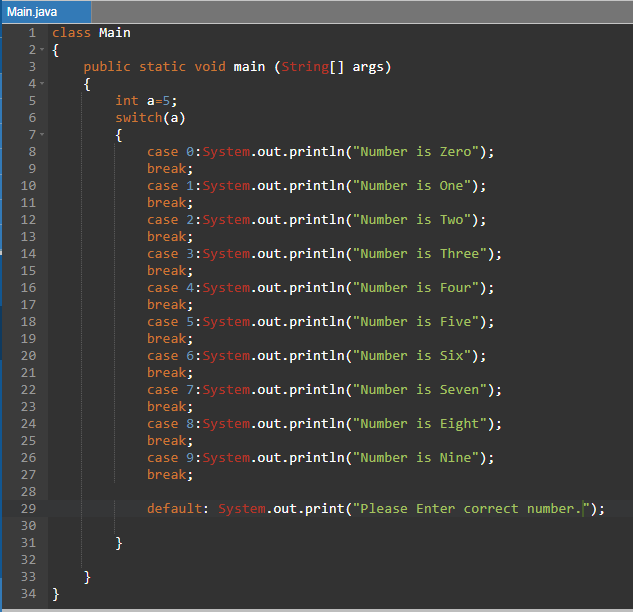 Main.java
1 class Main
2 {
3 public static void main (String[] args)
4 {
5 int a=5;
6 switch(a)
7 {
8 case 0:System.out.println("Number is Zero");
9 break;
10 case 1:System.out.println("Number is One");
11 break;
12 case 2:System.out.println("Number is Two");
13 break;
14 case 3:System.out.println("Number is Three");
15 break;
16 case 4:System.out.println("Number is Four");
17 break;
18 case 5:System.out.println("Number is Five");
19 break;
20 case 6:System.out.println("Number is Six");
21 break;
22 case 7:System.out.println("Number is Seven");
23 break;
24 case 8:System.out.println("Number is Eight");
25 break;
26 case 9:System.out.println("Number is Nine");
27 break;
28
29 default: System.out.print("Please Enter correct number.");
30
31 }
32
33 }
34 }